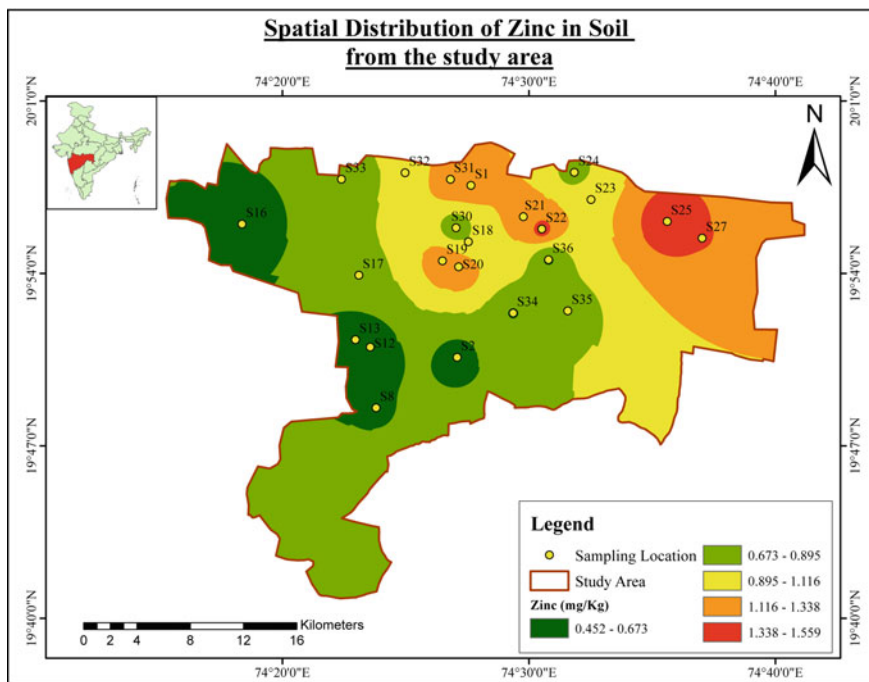 Spatial Distribution of Zinc in Soil
from the study area
74°20'0"E 74°30'0"E 74°40'0"E
20°1'0"N 20°1'0"N
N
S33 S32 S31 S1 S24
S23
S16 S30 S21 S22 S25
S18 S27
S17 S19 S20 S36
19°54'0"N 19°54'0"N
S34 S35
S13
S12 S2
S8
19°47'0"N 19°47'0"N
Legend
Sampling Location
Study Area
Zinc (mg/Kg)
0.452 - 0.673
0.673 - 0.895
0.895 - 1.116
1.116 - 1.338
1.338 - 1.559
Kilometers
0 2 4 8 12 16
19°40'0"N 19°40'0"N
74°20'0"E 74°30'0"E 74°40'0"E